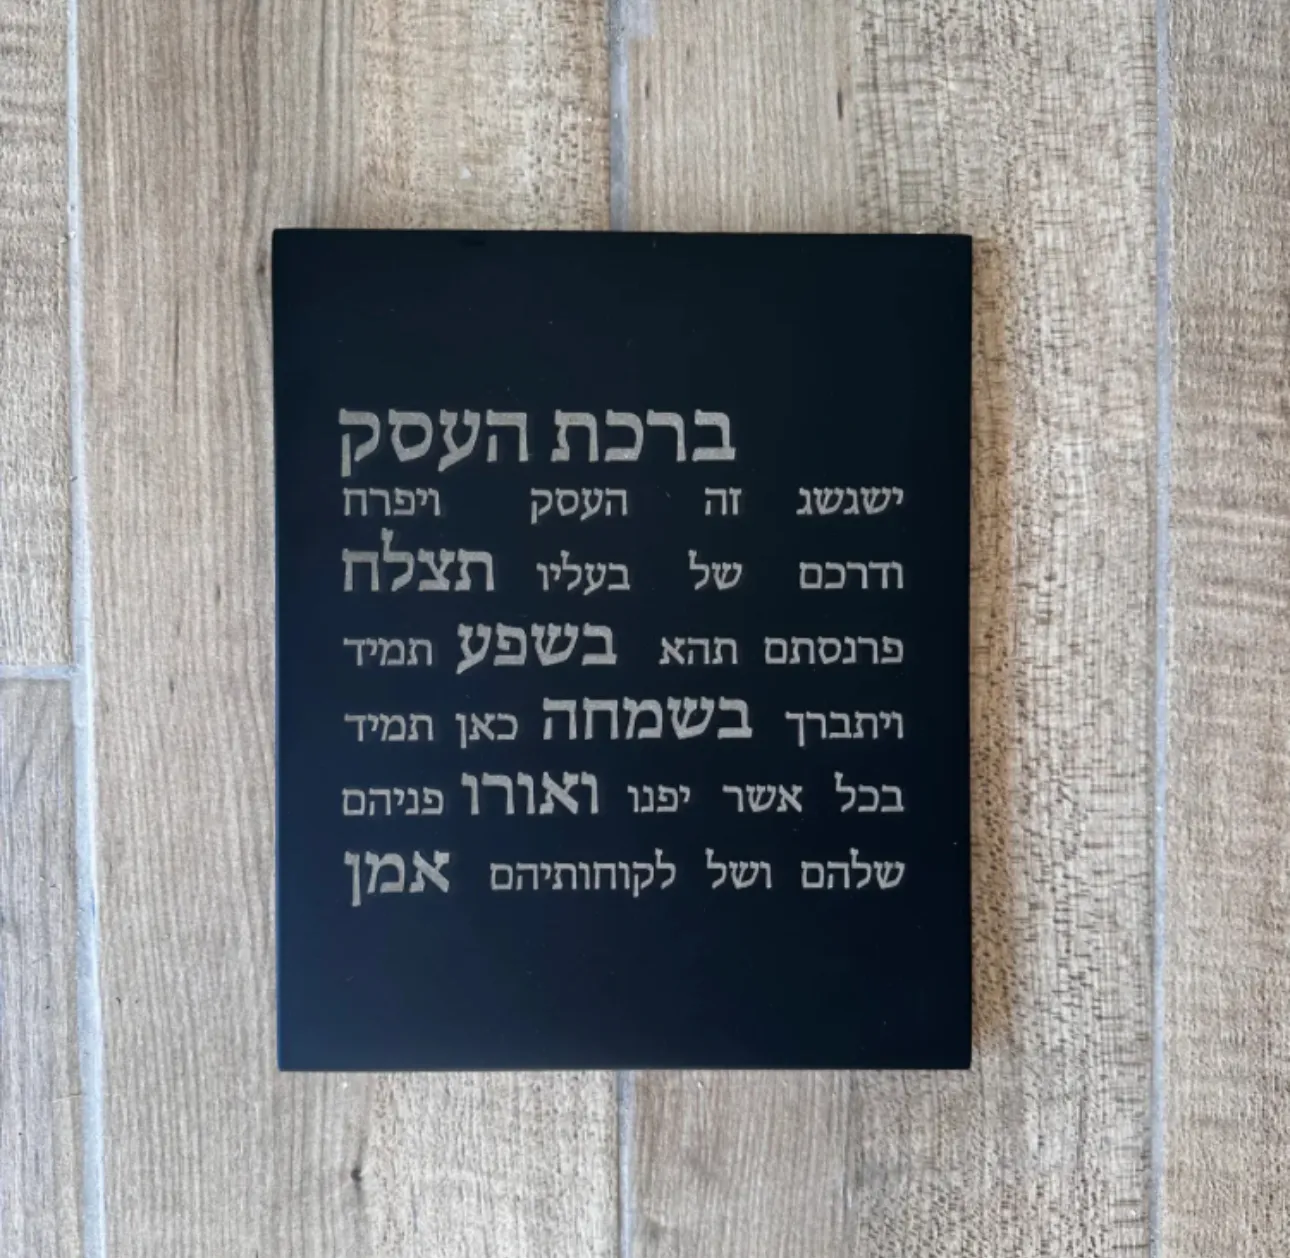 ברכת העסק
ישגשג זה העסק ויפרח
ודרכם של בעליו תצלח
פרנסתם תהא בשפע תמיד
ויתברך בשמחה כאן תמיד
בכל אשר יפנו ואורו פניהם
שלהם ושל לקוחותיהם אמן